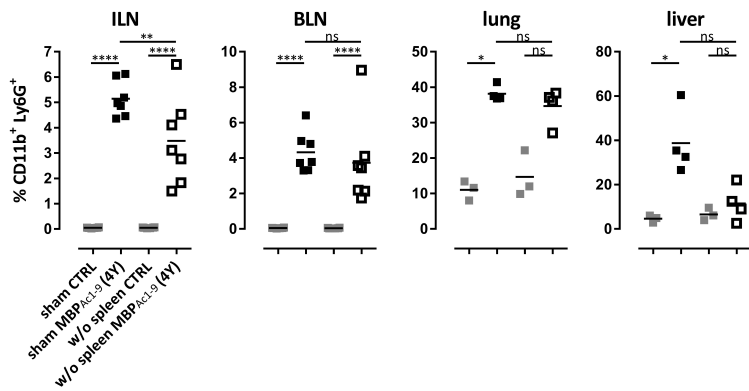 ILN
BLN
lung
liver
% CD11b+ Ly6G+
**
****
****
7
6
5
4
3
2
1
0
ns
****
****
10
8
6
4
2
0
ns
*
ns
50
40
30
20
10
0
ns
*
ns
80
60
40
20
0
sham CTRL
sham MBPAc1-9 (4Y)
w/o spleen CTRL
w/o spleen MBPAc1-9 (4Y)